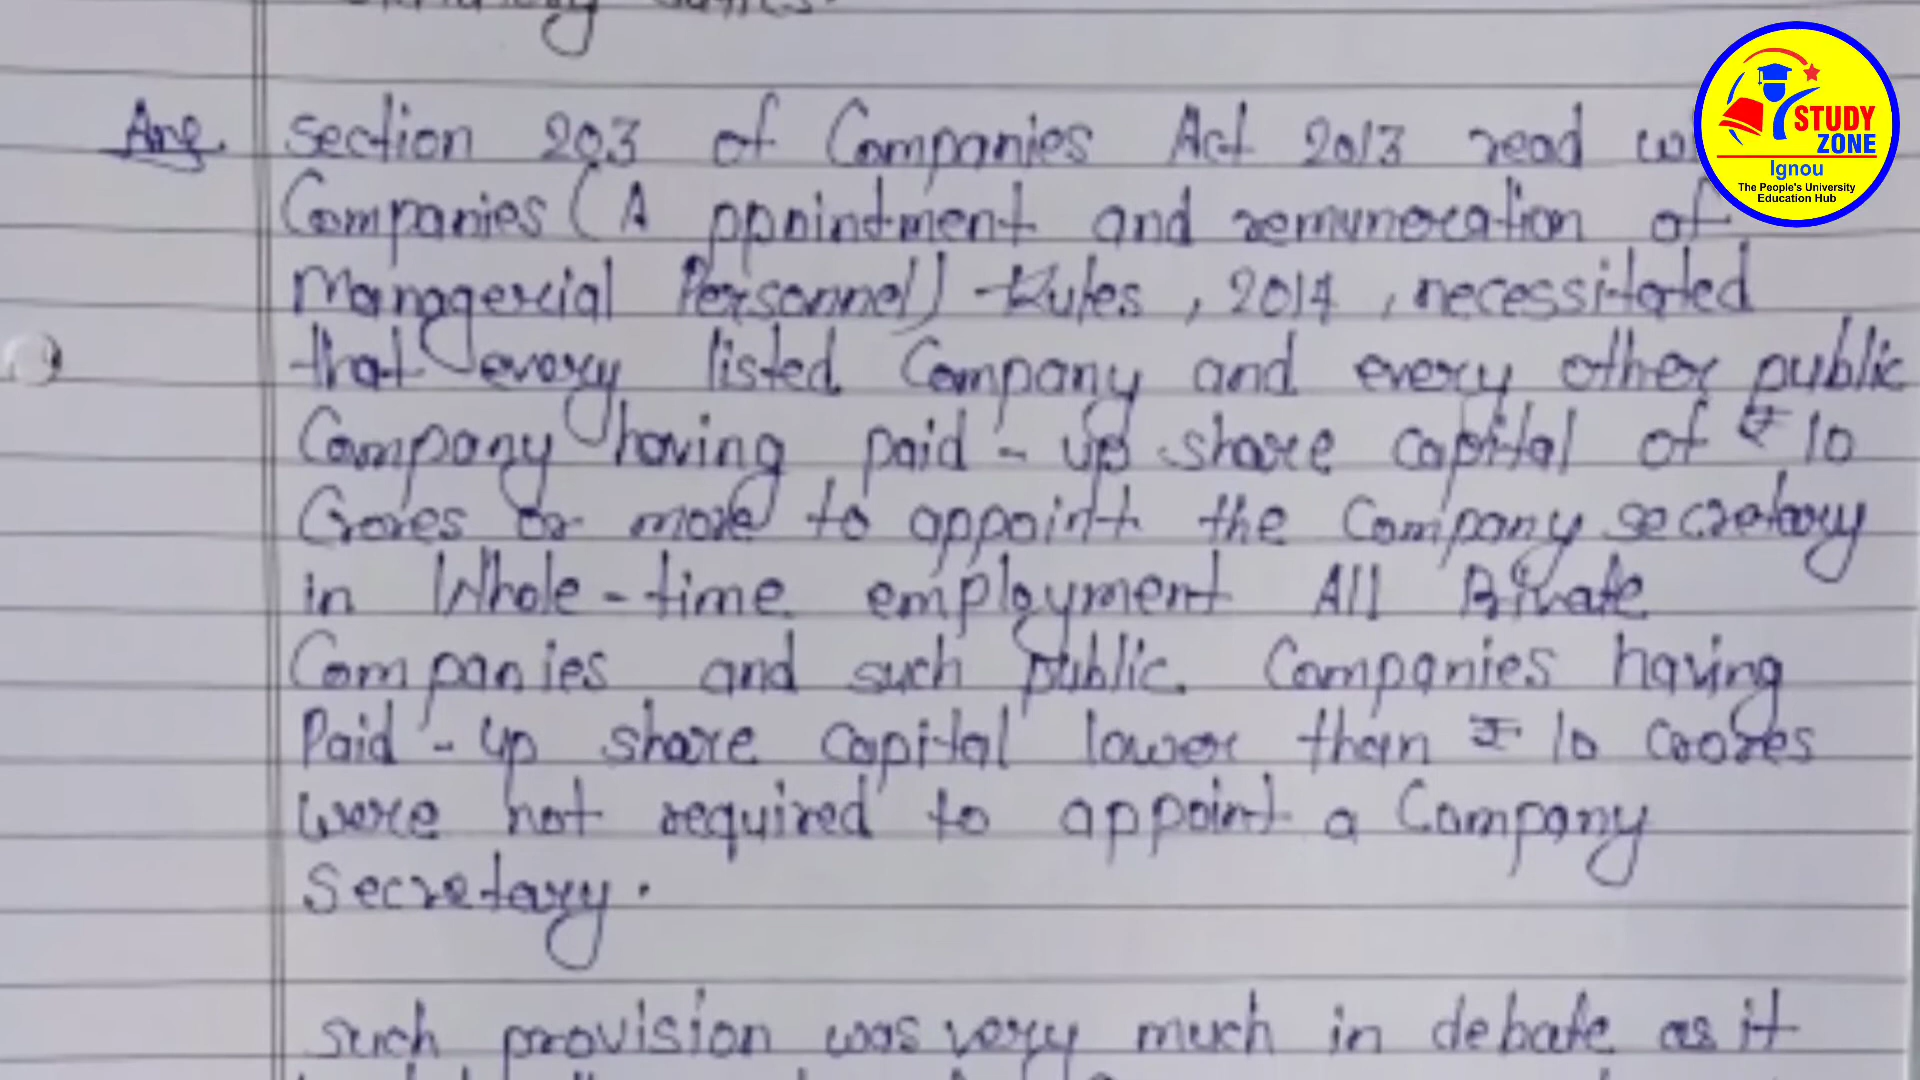 Ans.
section 203 of Companies Act 2013 read
Companies (Appointment and remuneration of
Managercial Personnel) Rules, 2014, necessitated
that every listed Company and every other public
Company having paid-up share capital of ₹ 10
Crores or more to appoint the Company secretary
in Whole-time employment All Private
Companies and such public Companies having
Paid-up share capital lower than ₹ 10 Crores
were not required to appoint a Company
Secretary.
such provision was very much in debate as it
STUDY
ZONE
Ignou
The People's University
Education Hub